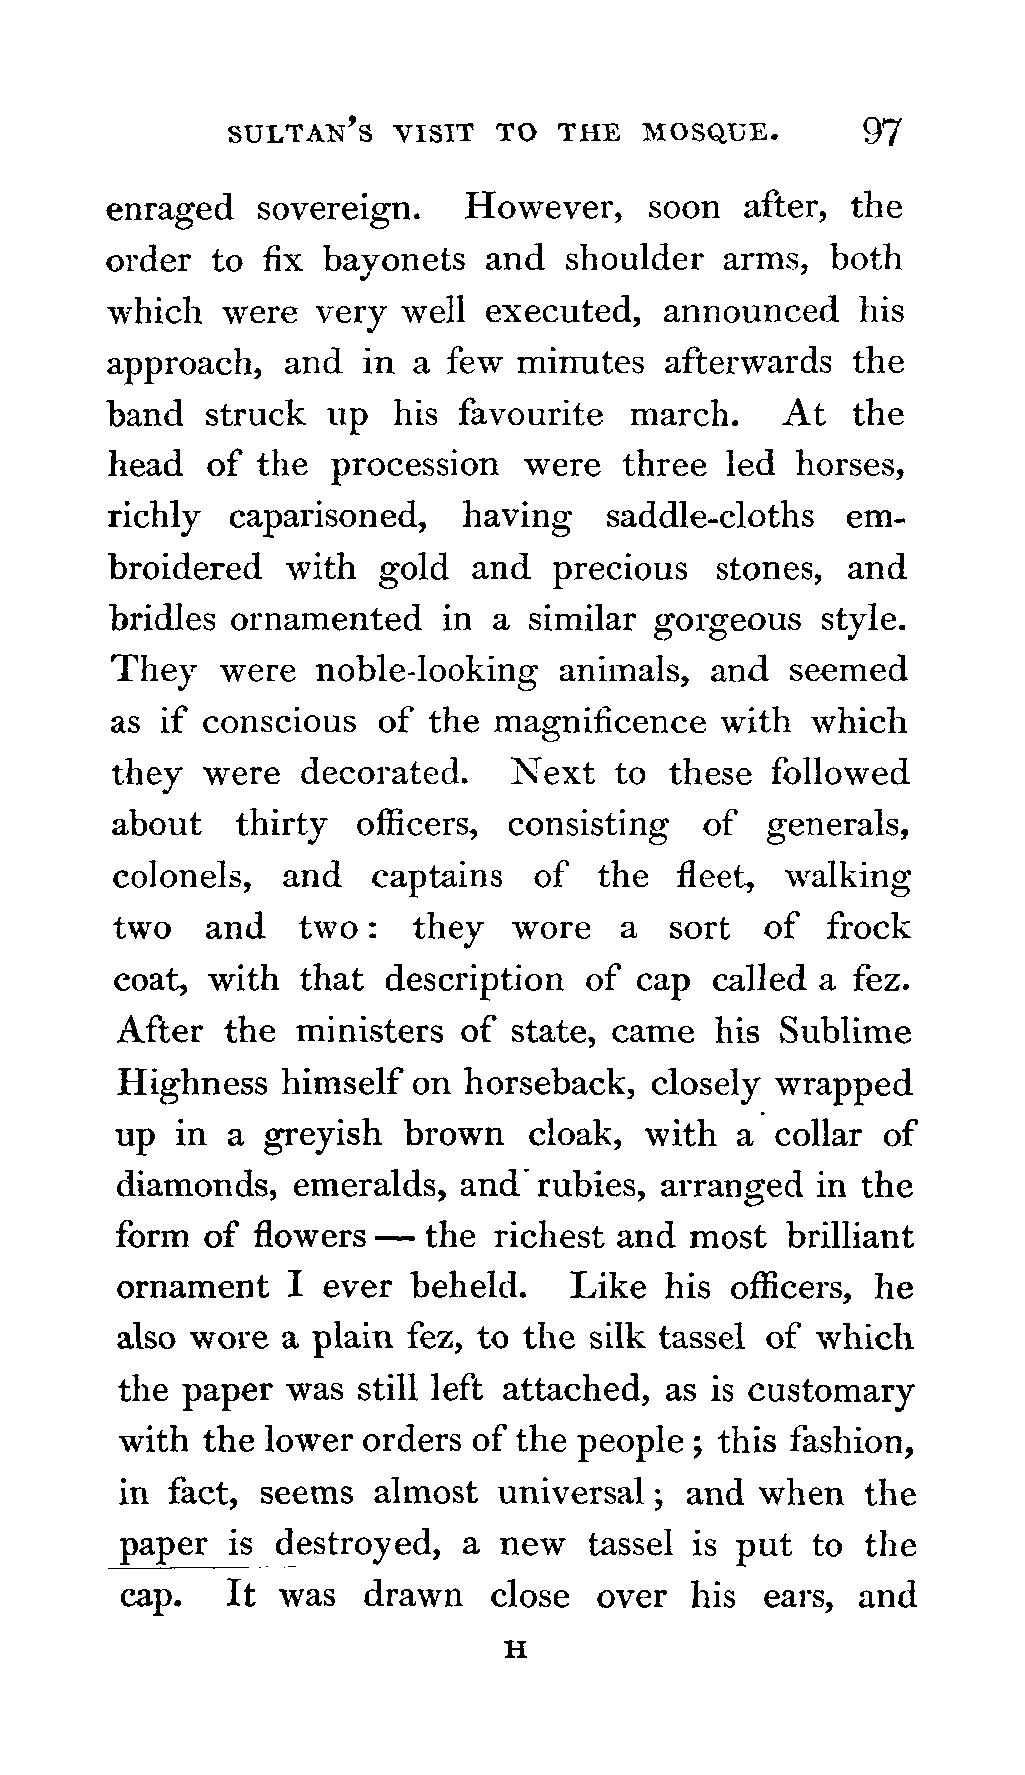 SULTAN'S VISIT TO THE MOSQUE. 97
enraged sovereign. However, soon after, the
order to fix bayonets and shoulder arms, both
which were very well executed, announced his
approach, and in a few minutes afterwards the
band struck up his favourite march. At the
head of the procession were three led horses,
richly caparisoned, having saddle-cloths em-
broidered with gold and precious stones, and
bridles ornamented in a similar gorgeous style.
They were noble-looking animals, and seemed
as if conscious of the magnificence with which
they were decorated. Next to these followed
about thirty officers, consisting of generals,
colonels, and captains of the fleet, walking
two and two: they wore a sort of frock
coat, with that description of cap called a fez.
After the ministers of state, came his Sublime
Highness himself on horseback, closely wrapped
up in a greyish brown cloak, with a collar of
diamonds, emeralds, and rubies, arranged in the
form of flowers — the richest and most brilliant
ornament I ever beheld. Like his officers, he
also wore a plain fez, to the silk tassel of which
the paper was still left attached, as is customary
with the lower orders of the people; this fashion,
in fact, seems almost universal; and when the
paper is destroyed, a new tassel is put to the
cap. It was drawn close over his ears, and
H